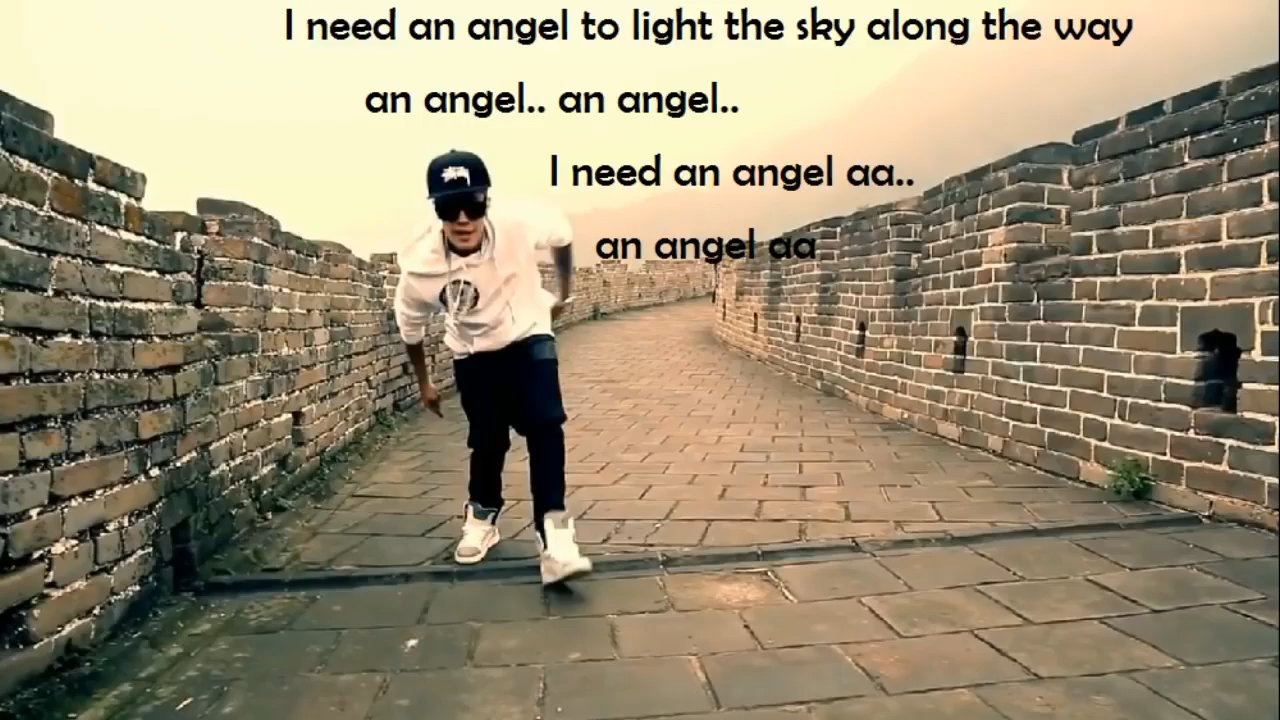 I need an angel to light the sky along the way
an angel.. an angel..
I need an angel aa..
an angel aa